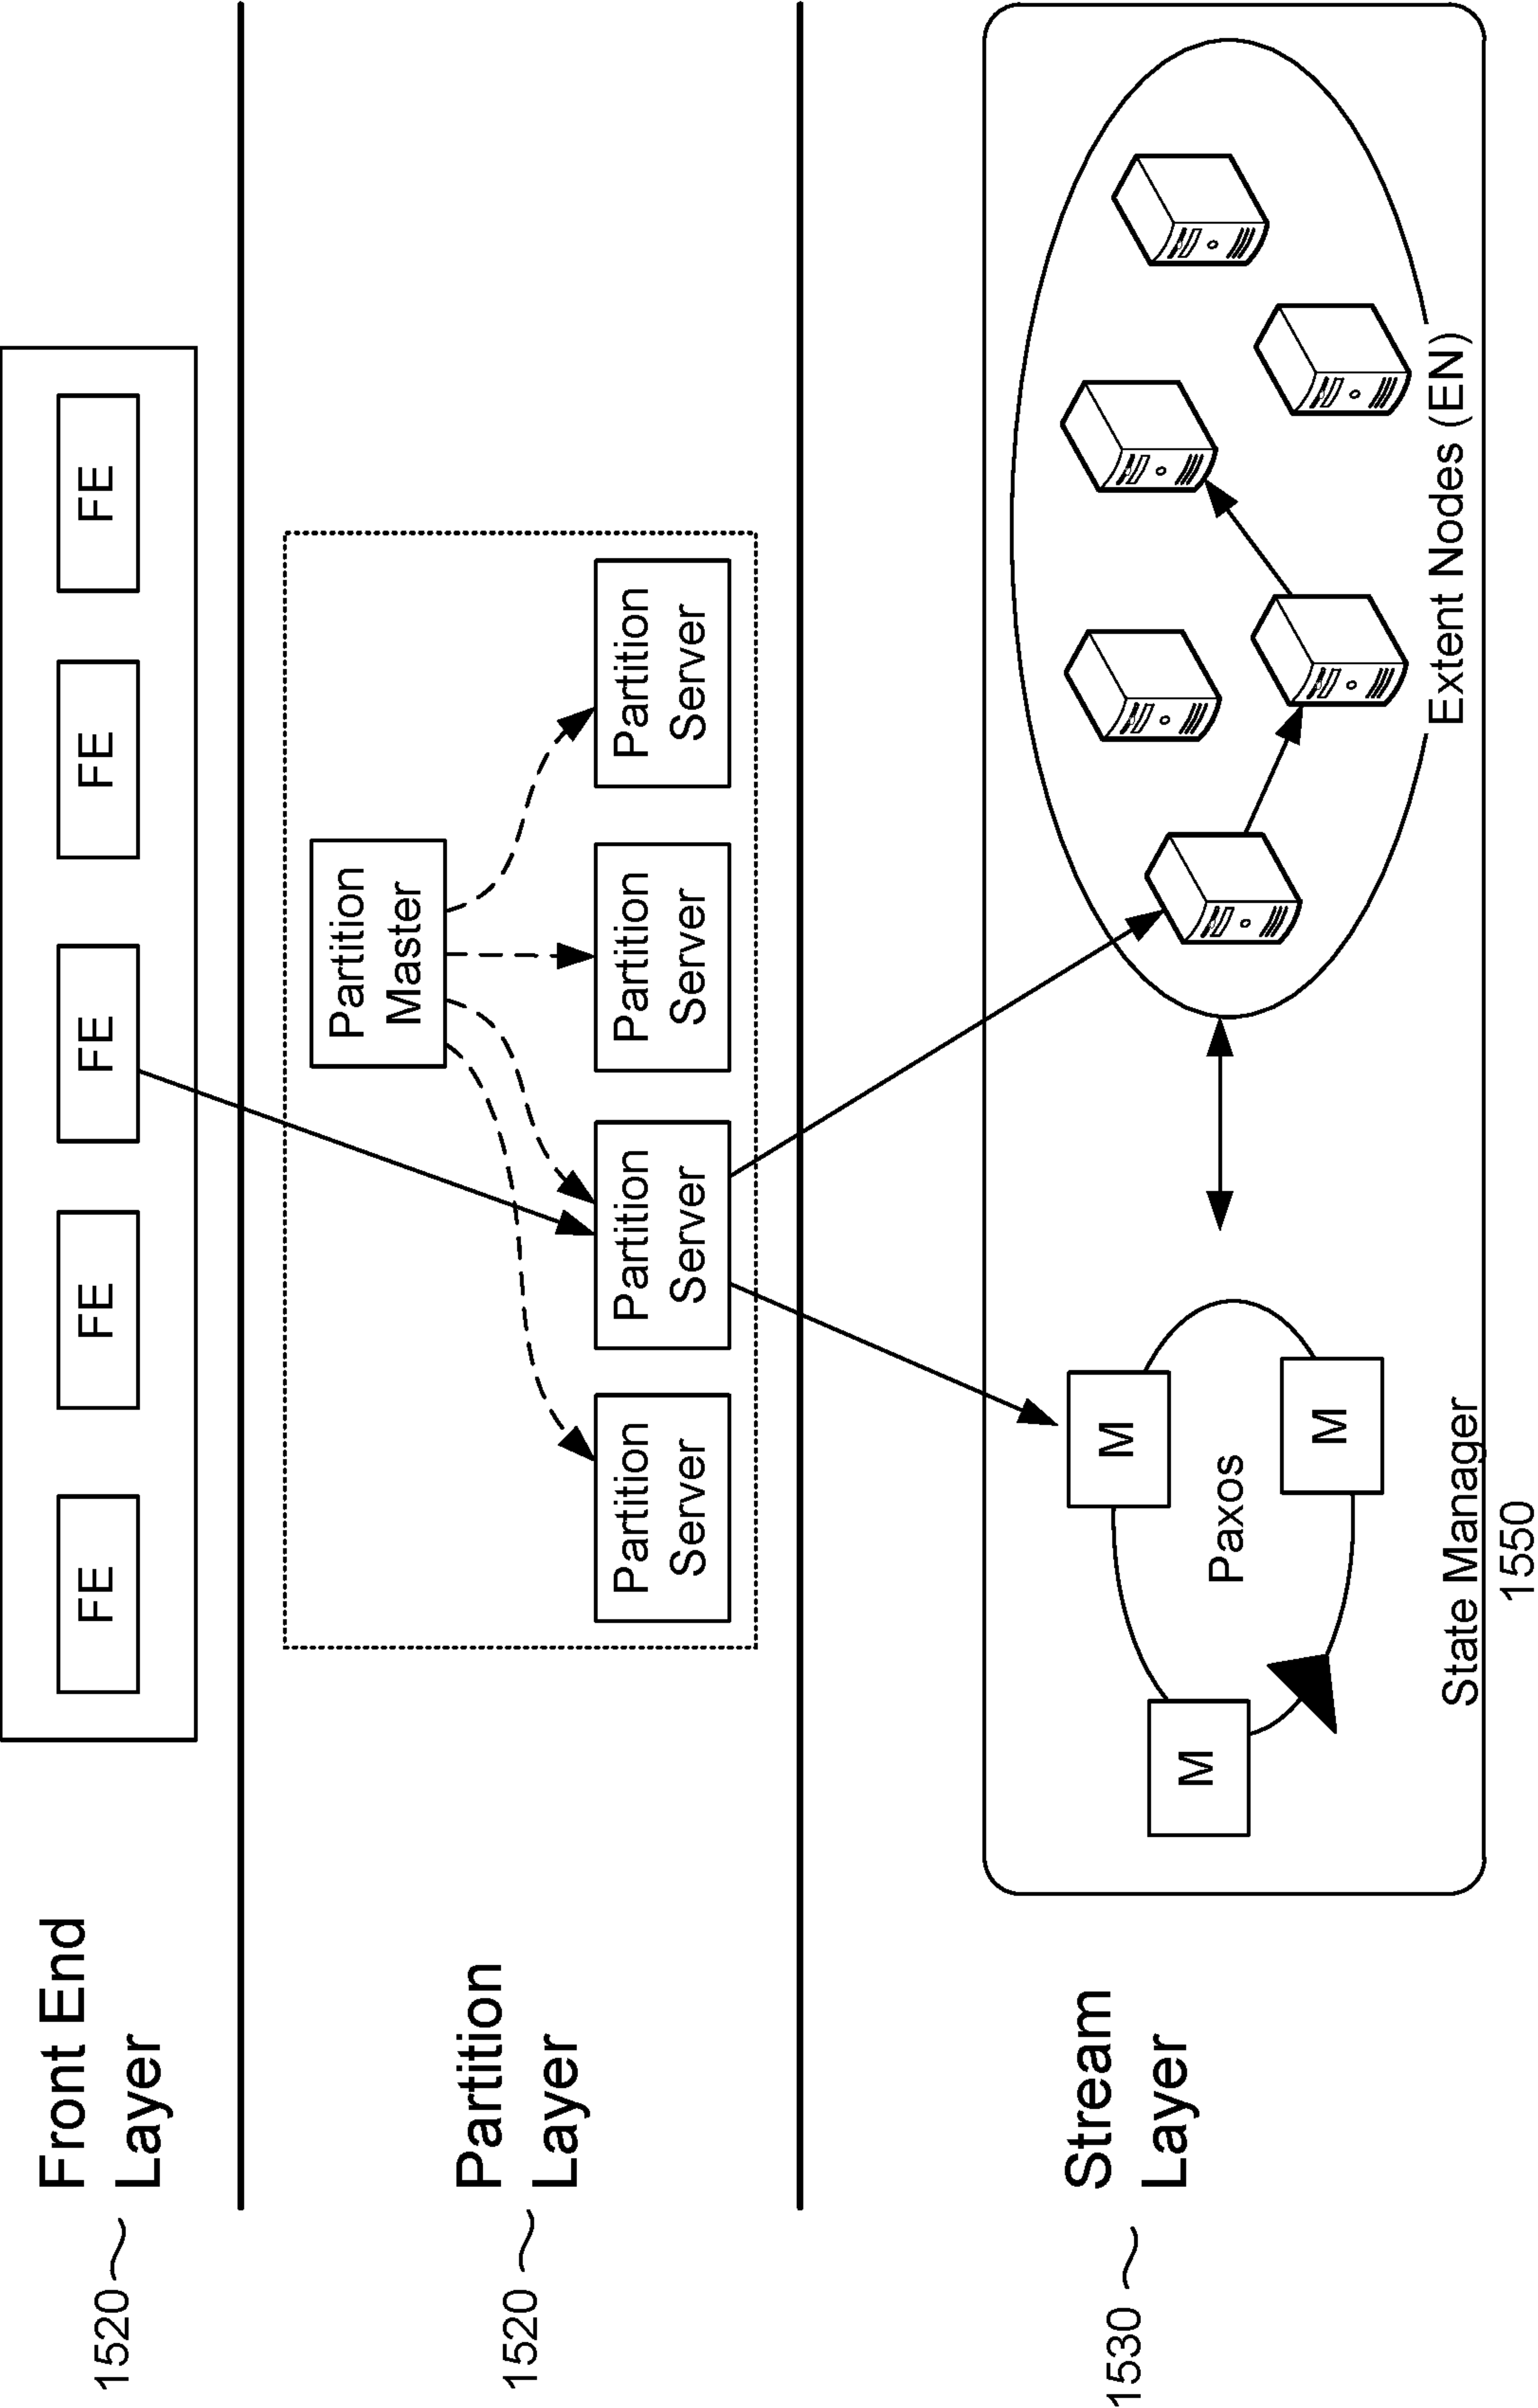 1520
Front End
Layer
FE
FE
FE
FE
FE
1520
Partition
Layer
Partition
Master
Partition
Server
Partition
Server
Partition
Server
Partition
Server
1530
Stream
Layer
M
M
M
Paxos
State Manager
1550
Extent Nodes (EN)